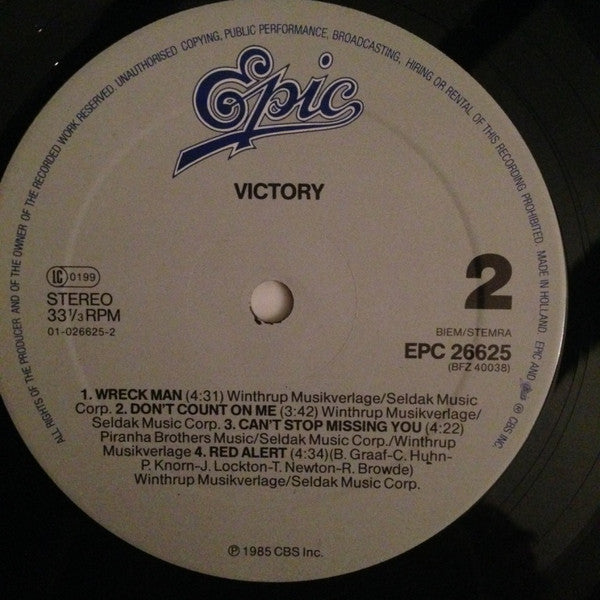 ALL RIGHTS OF THE PRODUCER AND OF THE OWNER OF THE RECORDED WORK RESERVED. UNAUTHORISED COPYING, PUBLIC PERFORMANCE, BROADCASTING, HIRING OR RENTAL OF THIS RECORDING PROHIBITED. MADE IN HOLLAND. EPIC AND Epic ® CBS INC.
Epic
VICTORY
LC 0199
STEREO
33 1/3 RPM
01-026625-2
2
BIEM/STEMRA
EPC 26625
(BFZ 40038)
1. WRECK MAN (4:31) Winthrup Musikverlage/Seldak Music
Corp. 2. DON'T COUNT ON ME (3:42) Winthrup Musikverlage/
Seldak Music Corp. 3. CAN'T STOP MISSING YOU (4:22)
Piranha Brothers Music/Seldak Music Corp./Winthrup
Musikverlage 4. RED ALERT (4:34)(B. Graaf-C. Huhn-
P. Knorn-J. Lockton-T. Newton-R. Browde)
Winthrup Musikverlage/Seldak Music Corp.
℗ 1985 CBS Inc.